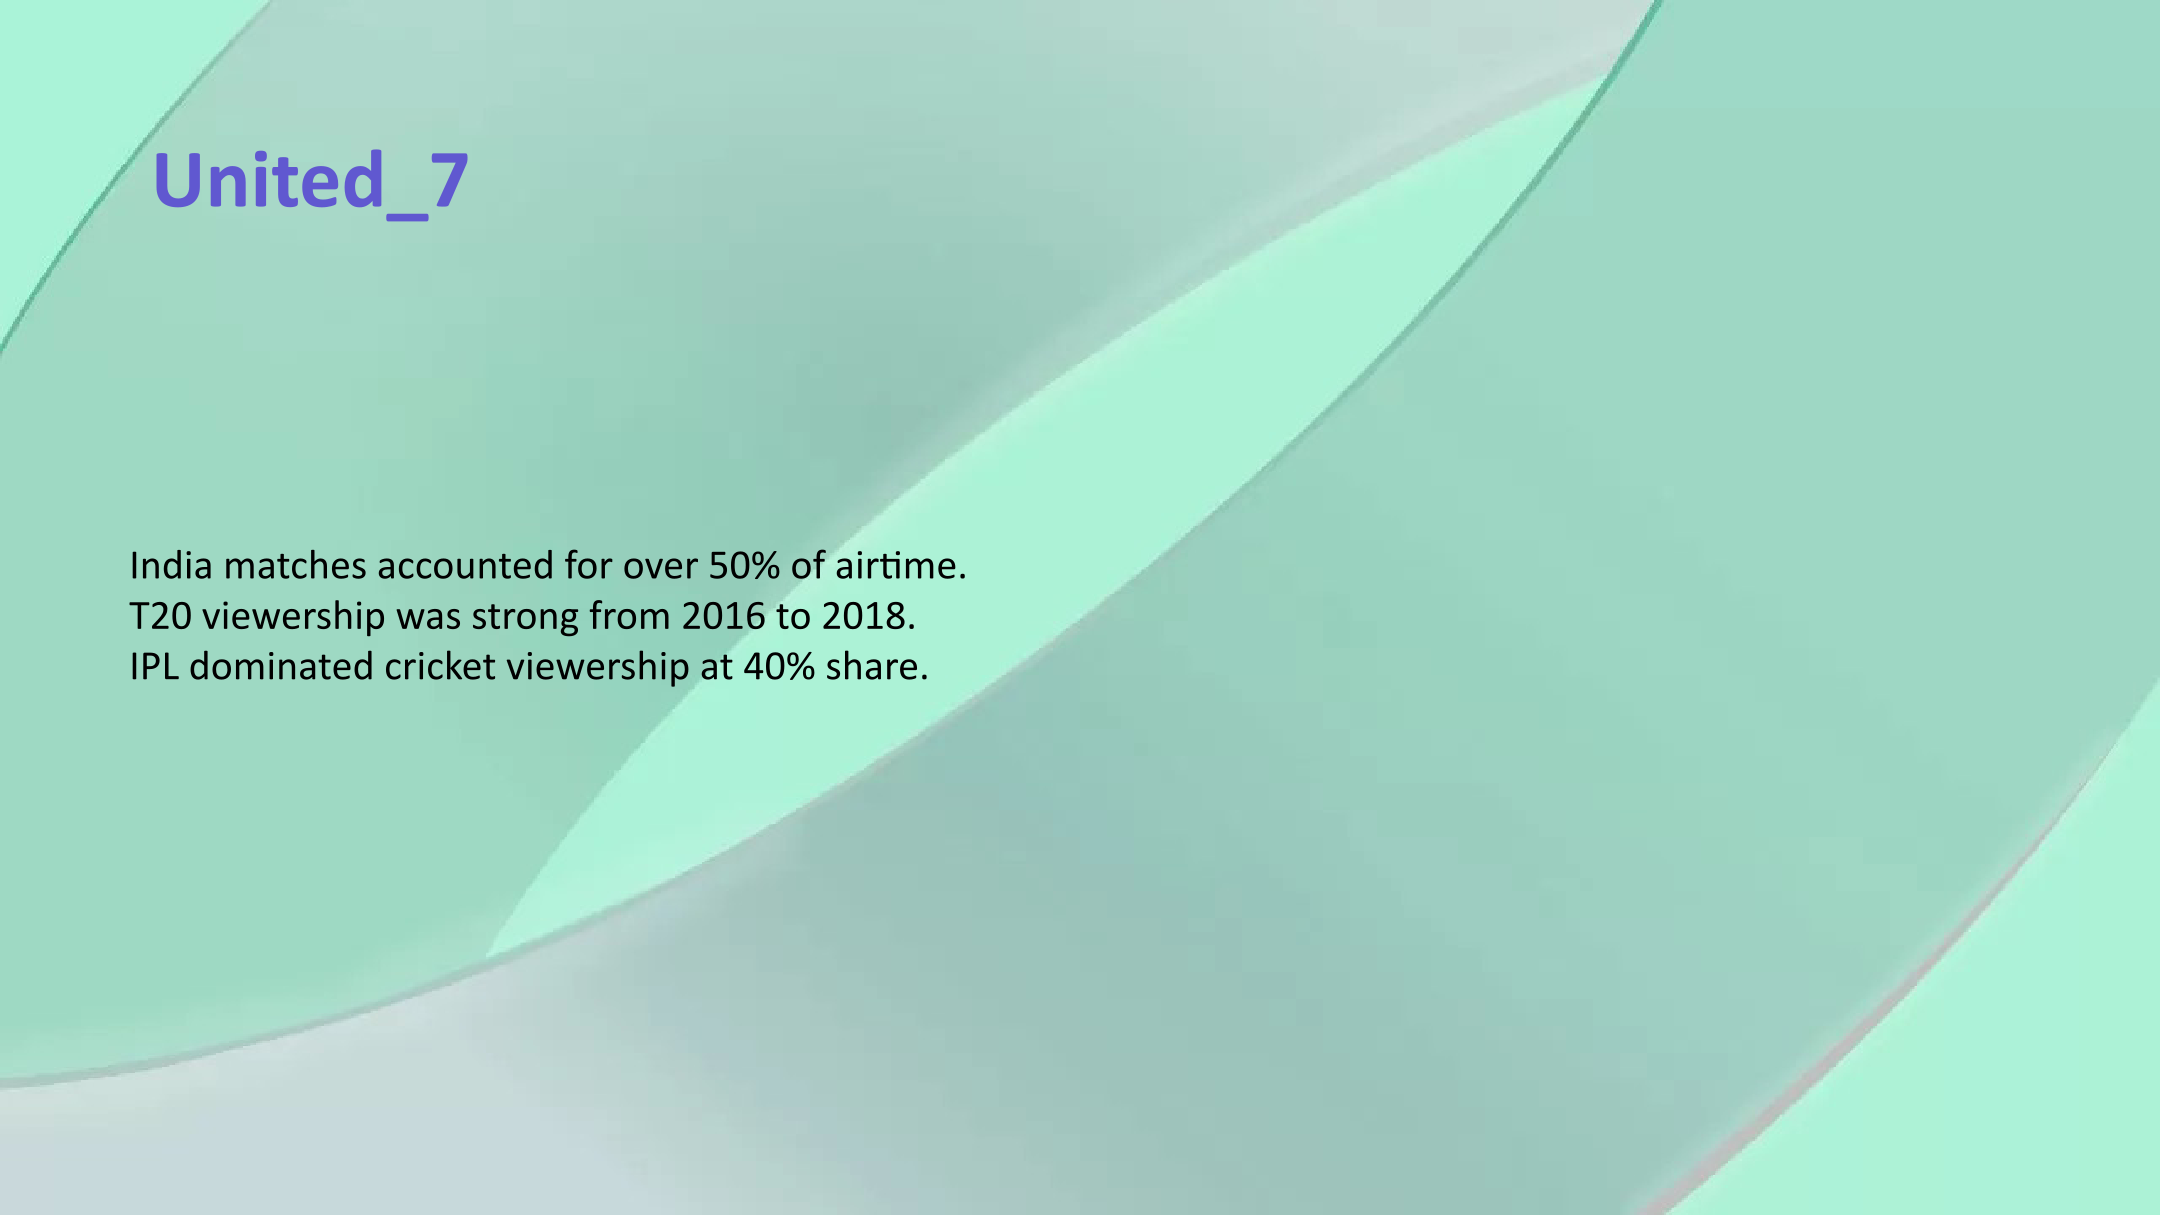 United_7
India matches accounted for over 50% of airtime.
T20 viewership was strong from 2016 to 2018.
IPL dominated cricket viewership at 40% share.